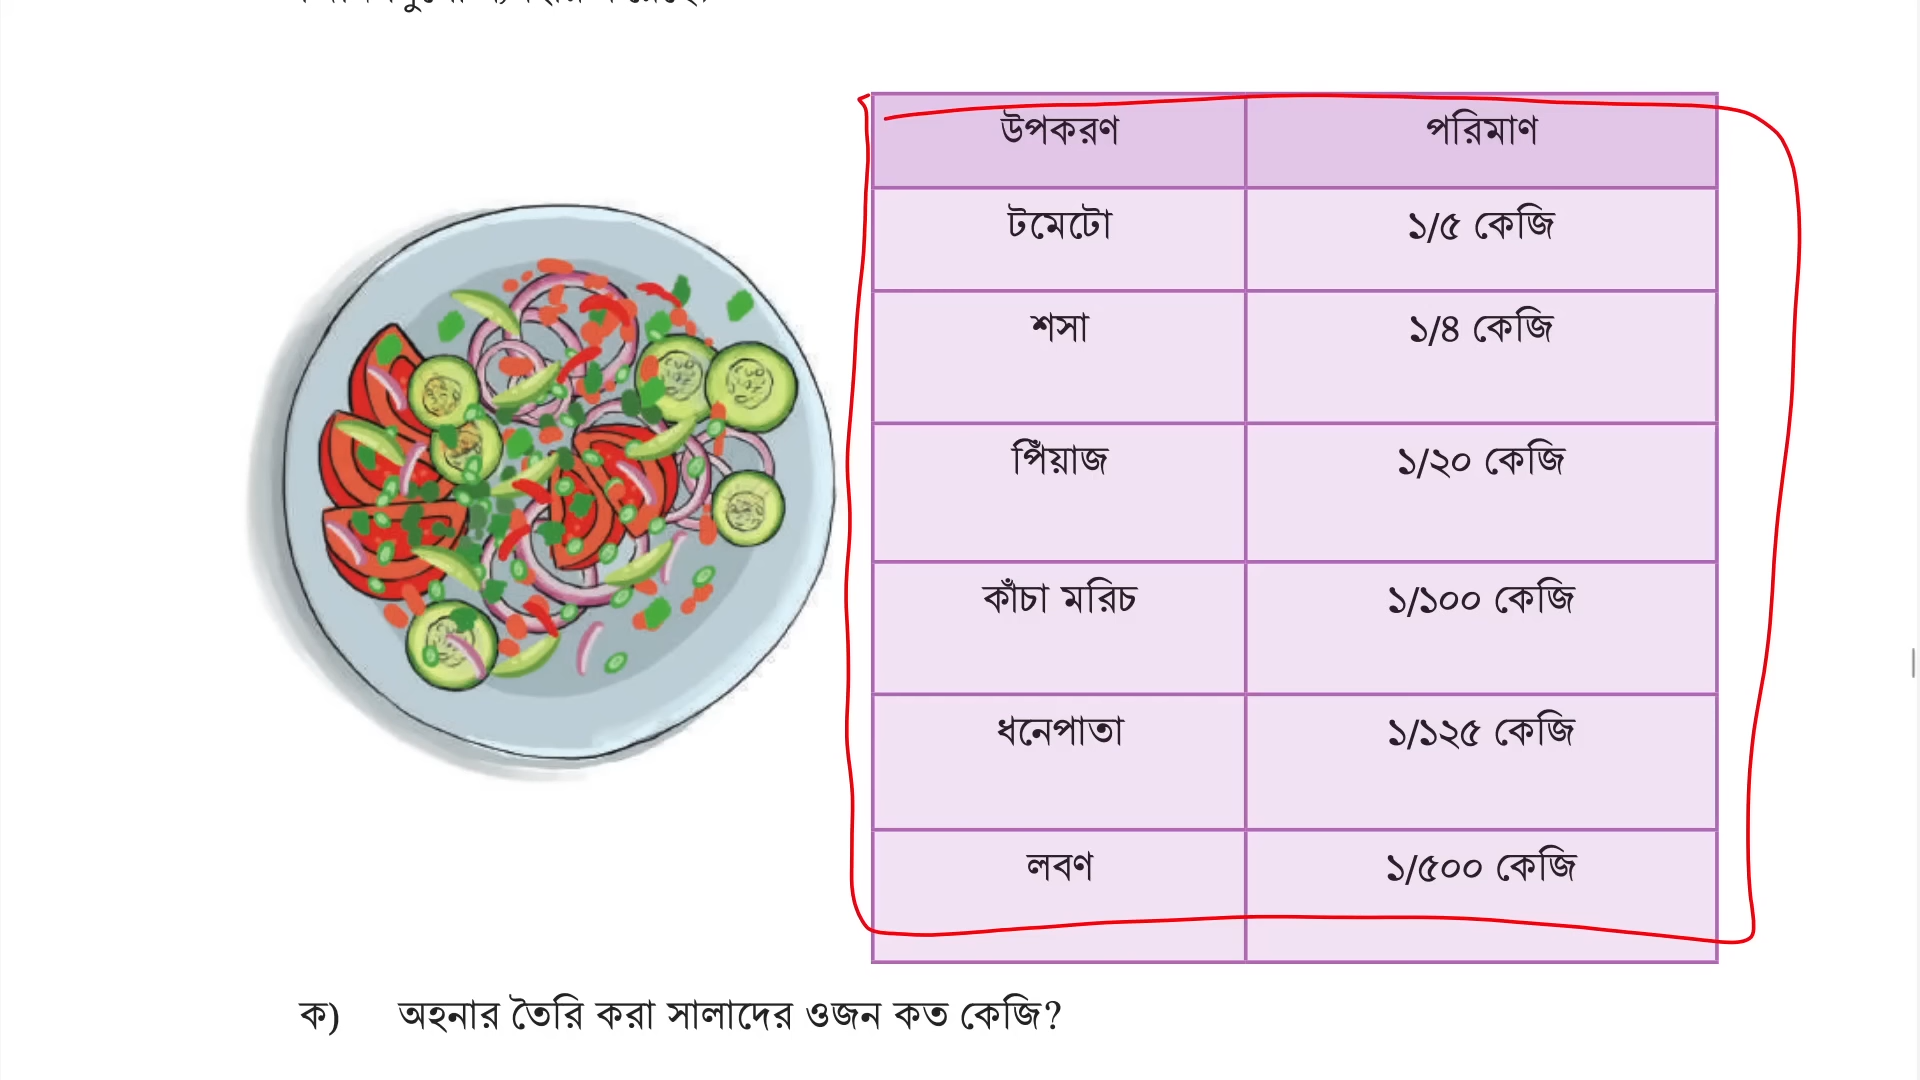 উপকরণ পরিমাণ
টমেটো ১/৫ কেজি
শসা ১/৪ কেজি
পিঁয়াজ ১/২০ কেজি
কাঁচা মরিচ ১/১০০ কেজি
ধনেপাতা ১/১২৫ কেজি
লবণ ১/৫০০ কেজি
ক) অহনার তৈরি করা সালাদের ওজন কত কেজি?